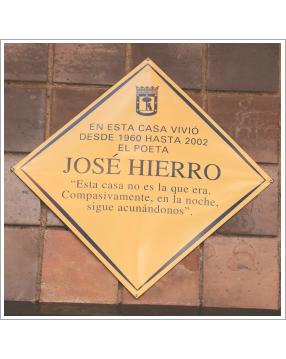 EN ESTA CASA VIVIÓ
DESDE 1960 HASTA 2002
EL POETA
JOSÉ HIERRO
“Esta casa no es la que era.
Compasivamente, en la noche,
sigue acunándonos”.